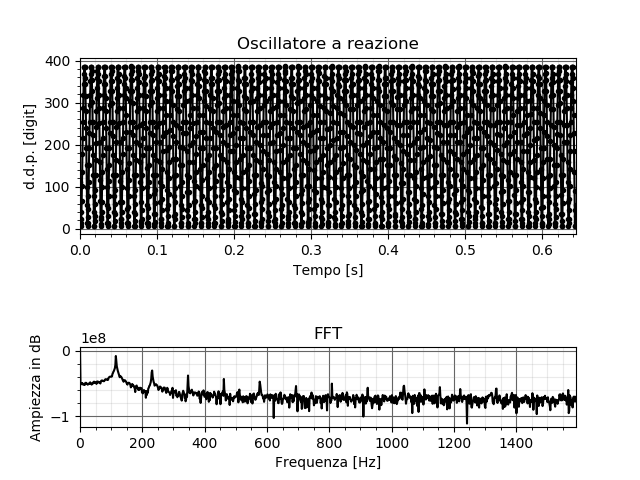 Oscillatore a reazione
400
300
200
100
0
d.d.p. [digit]
0.0 0.1 0.2 0.3 0.4 0.5 0.6
Tempo [s]
FFT
1e8
0
−1
Ampiezza in dB
0 200 400 600 800 1000 1200 1400
Frequenza [Hz]